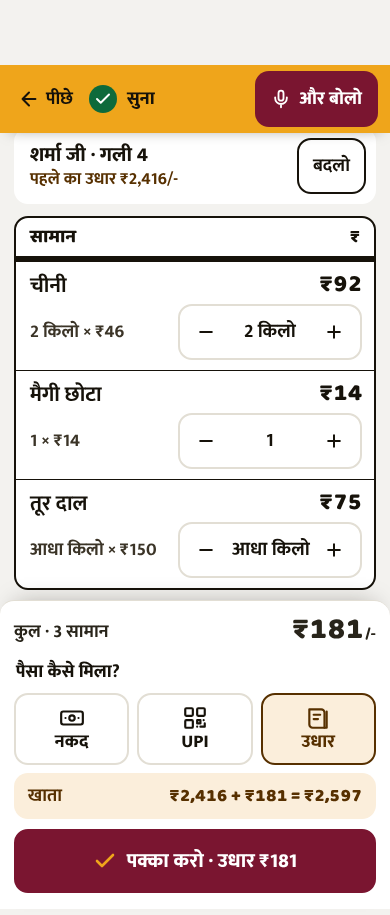 पीछे
सुना
और बोलो
शर्मा जी · गली 4
पहले का उधार ₹2,416/-
बदलो
सामान ₹
चीनी ₹92
2 किलो × ₹46 − 2 किलो +
मैगी छोटा ₹14
1 × ₹14 − 1 +
तूर दाल ₹75
आधा किलो × ₹150 − आधा किलो +
कुल · 3 सामान ₹181/-
पैसा कैसे मिला?
नकद
UPI
उधार
खाता ₹2,416 + ₹181 = ₹2,597
पक्का करो · उधार ₹181